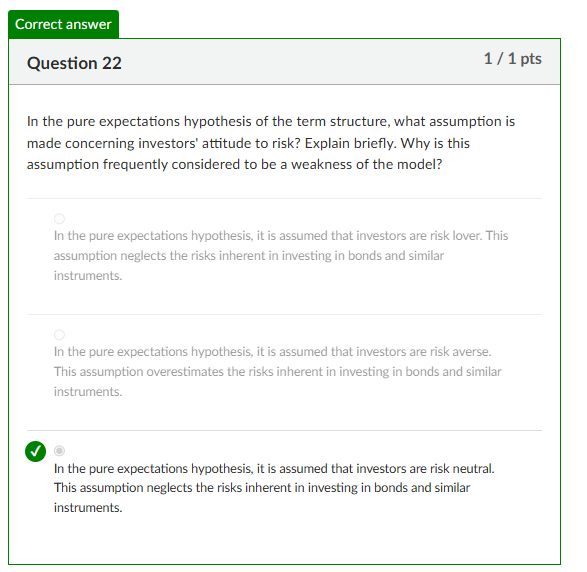 Correct answer
Question 22
1 / 1 pts
In the pure expectations hypothesis of the term structure, what assumption is
made concerning investors' attitude to risk? Explain briefly. Why is this
assumption frequently considered to be a weakness of the model?
In the pure expectations hypothesis, it is assumed that investors are risk lover. This
assumption neglects the risks inherent in investing in bonds and similar
instruments.
In the pure expectations hypothesis, it is assumed that investors are risk averse.
This assumption overestimates the risks inherent in investing in bonds and similar
instruments.
In the pure expectations hypothesis, it is assumed that investors are risk neutral.
This assumption neglects the risks inherent in investing in bonds and similar
instruments.